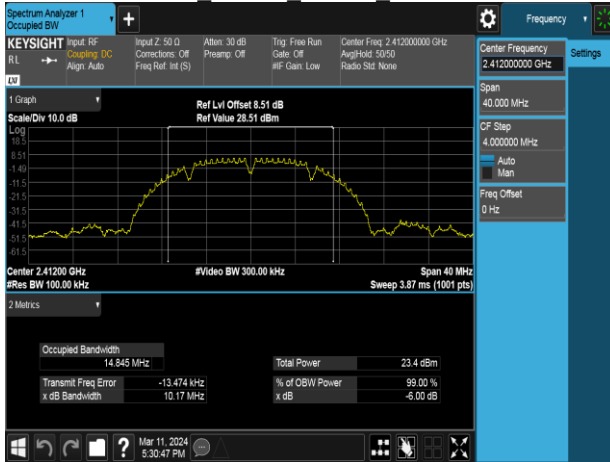 Spectrum Analyzer 1
Occupied BW
+
Frequency
KEYSIGHT
RL
LXI
Input: RF
Coupling: DC
Align: Auto
Input Z: 50 Ω
Corrections: Off
Freq Ref: Int (S)
Atten: 30 dB
Preamp: Off
Trig: Free Run
Gate: Off
#IF Gain: Low
Center Freq: 2.412000000 GHz
Avg|Hold: 50/50
Radio Std: None
Center Frequency
2.412000000 GHz
Settings
Span
40.000 MHz
CF Step
4.000000 MHz
Auto
Man
Freq Offset
0 Hz
1 Graph
Scale/Div 10.0 dB
Ref Lvl Offset 8.51 dB
Ref Value 28.51 dBm
Log
18.5
8.51
-1.49
-11.5
-21.5
-31.5
-41.5
-51.5
-61.5
Center 2.41200 GHz
#Res BW 100.00 kHz
#Video BW 300.00 kHz
Span 40 MHz
Sweep 3.87 ms (1001 pts)
2 Metrics
Occupied Bandwidth
14.845 MHz
Total Power 23.4 dBm
Transmit Freq Error -13.474 kHz
% of OBW Power 99.00 %
x dB Bandwidth 10.17 MHz
x dB -6.00 dB
?
Mar 11, 2024
5:30:47 PM